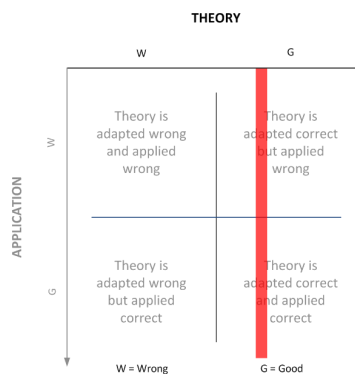 THEORY
W G
W
Theory is
adapted wrong
and applied
wrong
Theory is
adapted correct
but applied
wrong
APPLICATION
G
Theory is
adapted wrong
but applied
correct
Theory is
adapted correct
and applied
correct
W = Wrong G = Good